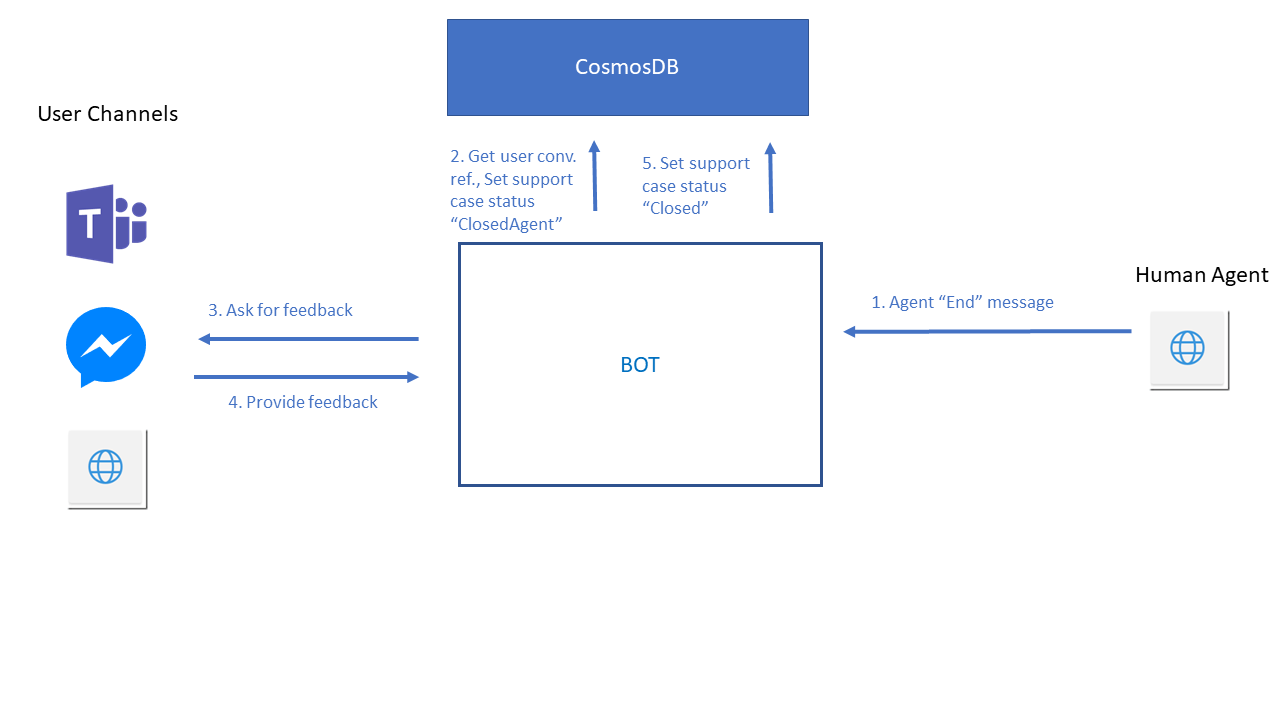 CosmosDB
User Channels
2. Get user conv.
ref., Set support
case status
“ClosedAgent”
5. Set support
case status
“Closed”
T
Human Agent
3. Ask for feedback
1. Agent “End” message
BOT
4. Provide feedback